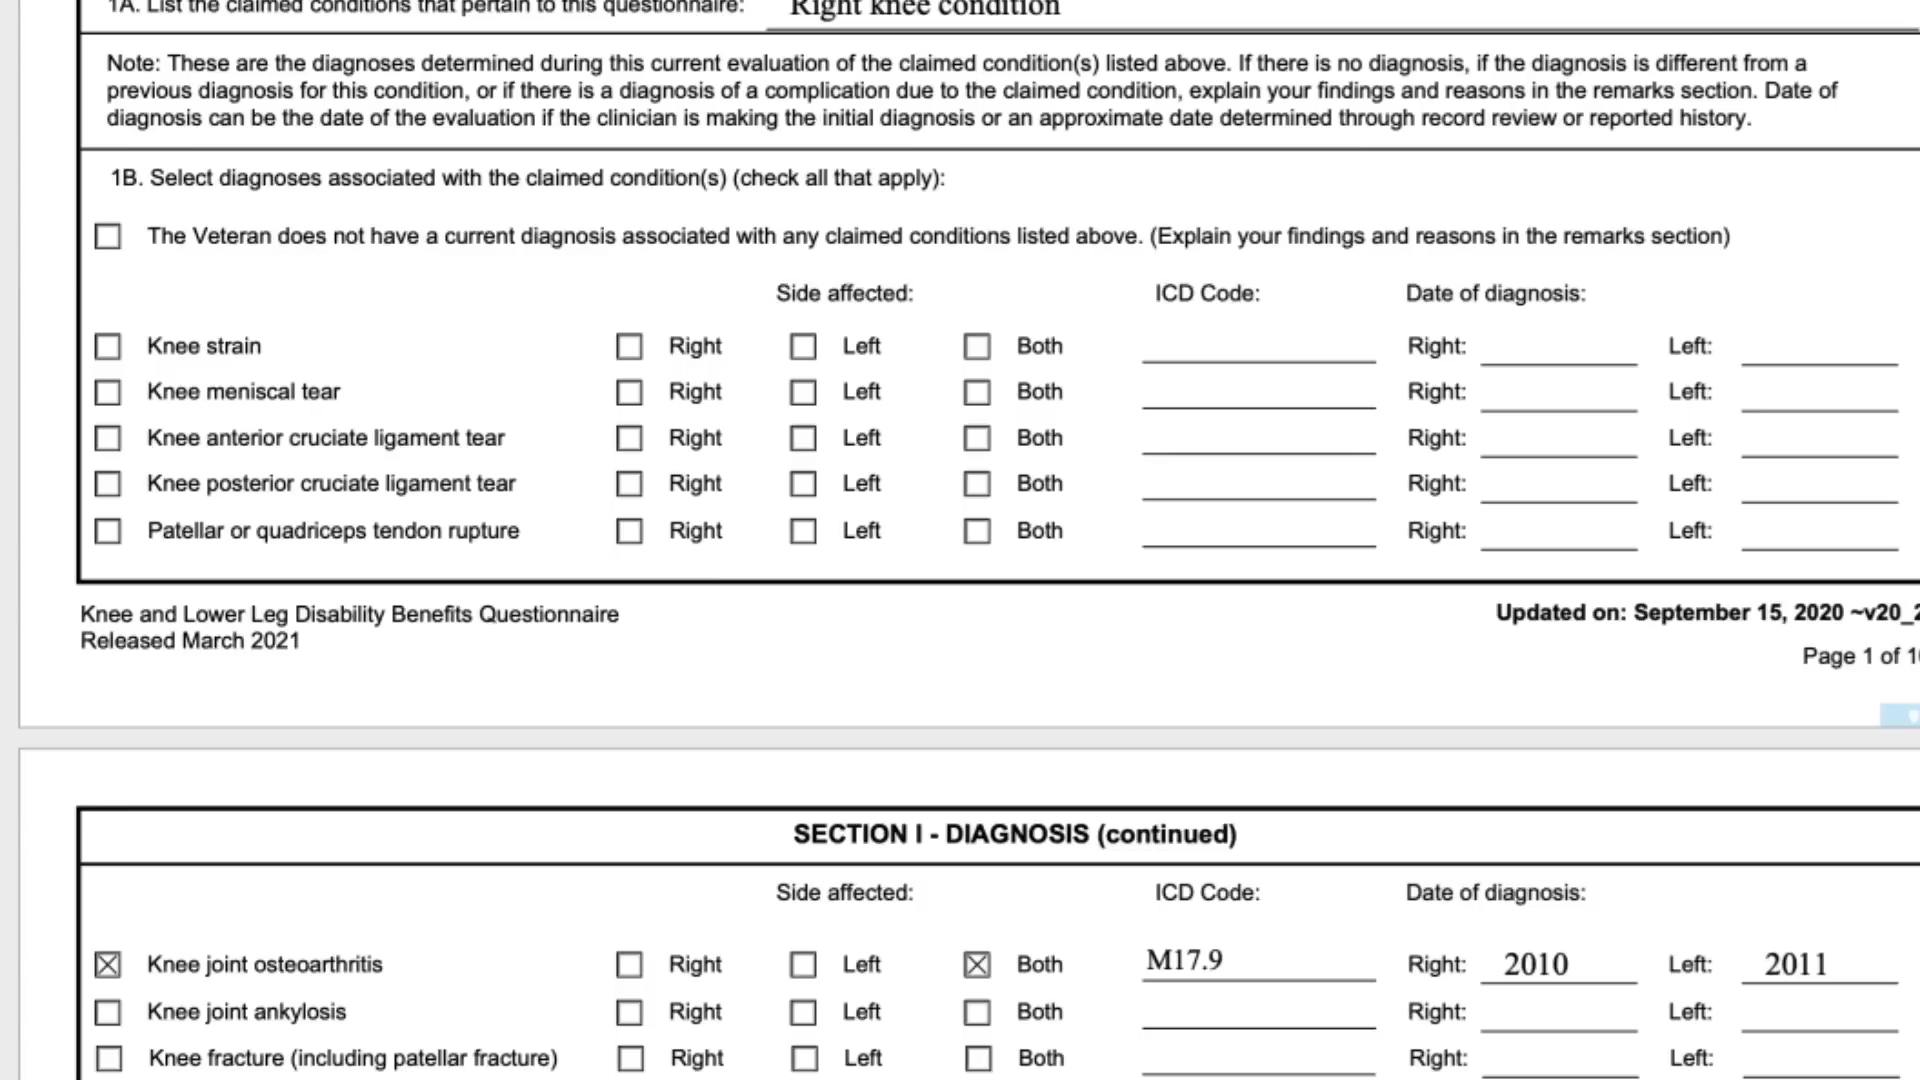 1A. List the claimed conditions that pertain to this questionnaire: Right knee condition
Note: These are the diagnoses determined during this current evaluation of the claimed condition(s) listed above. If there is no diagnosis, if the diagnosis is different from a
previous diagnosis for this condition, or if there is a diagnosis of a complication due to the claimed condition, explain your findings and reasons in the remarks section. Date of
diagnosis can be the date of the evaluation if the clinician is making the initial diagnosis or an approximate date determined through record review or reported history.
1B. Select diagnoses associated with the claimed condition(s) (check all that apply):
The Veteran does not have a current diagnosis associated with any claimed conditions listed above. (Explain your findings and reasons in the remarks section)
Side affected: ICD Code: Date of diagnosis:
Knee strain Right Left Both Right: Left:
Knee meniscal tear Right Left Both Right: Left:
Knee anterior cruciate ligament tear Right Left Both Right: Left:
Knee posterior cruciate ligament tear Right Left Both Right: Left:
Patellar or quadriceps tendon rupture Right Left Both Right: Left:
Knee and Lower Leg Disability Benefits Questionnaire Updated on: September 15, 2020 ~v20_2
Released March 2021
Page 1 of 1
SECTION I - DIAGNOSIS (continued)
Side affected: ICD Code: Date of diagnosis:
Knee joint osteoarthritis Right Left Both M17.9 Right: 2010 Left: 2011
Knee joint ankylosis Right Left Both Right: Left:
Knee fracture (including patellar fracture) Right Left Both Right: Left: